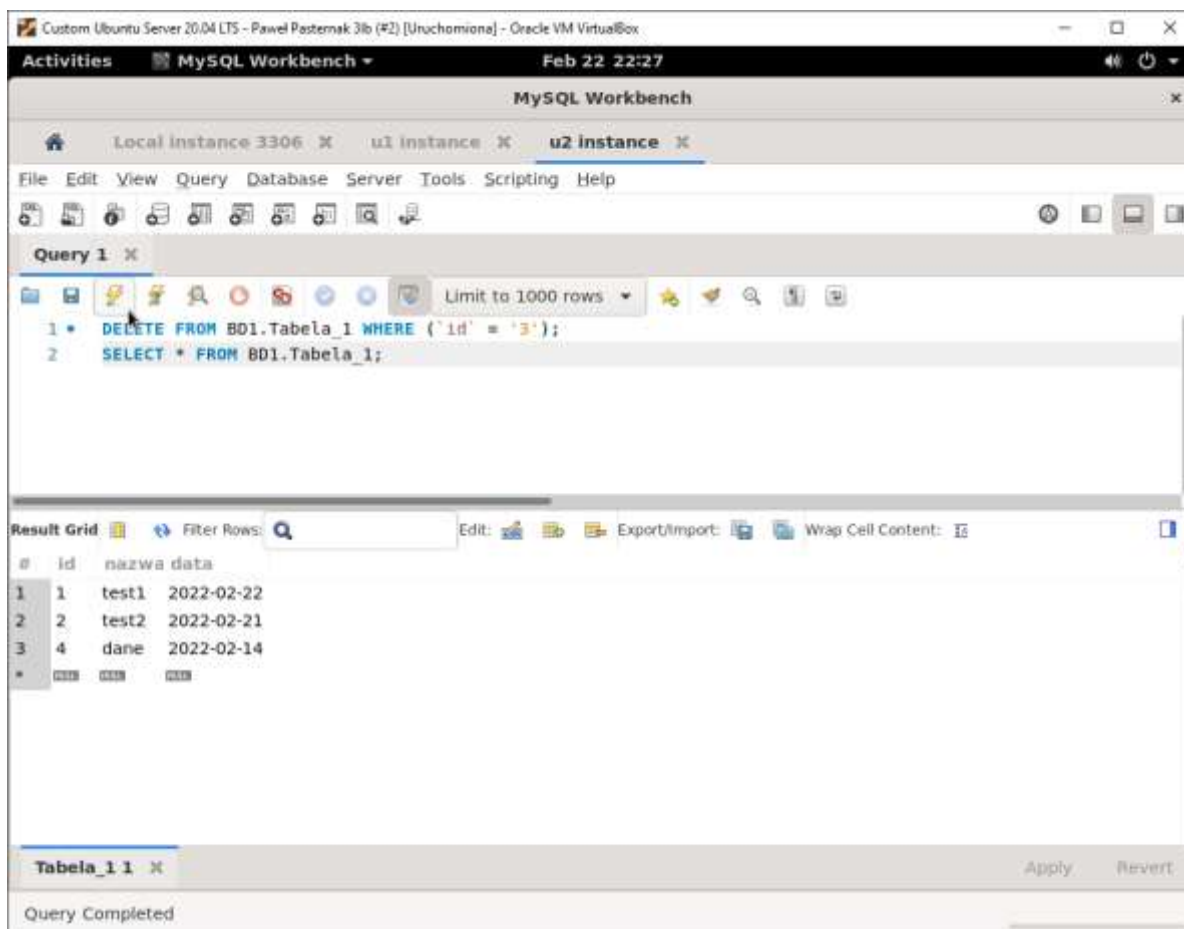 Custom Ubuntu Server 20.04 LTS - Paweł Pasternak 3lb (#2) [Uruchomiona] - Oracle VM VirtualBox
Activities MySQL Workbench Feb 22 22:27
MySQL Workbench
Local instance 3306 u1 instance u2 instance
File Edit View Query Database Server Tools Scripting Help
Query 1
Limit to 1000 rows
1 DELETE FROM BD1.Tabela_1 WHERE (`id` = '3');
2 SELECT * FROM BD1.Tabela_1;
Result Grid Filter Rows: Edit: Export/Import: Wrap Cell Content:
# id nazwa data
1 1 test1 2022-02-22
2 2 test2 2022-02-21
3 4 dane 2022-02-14
* NULL NULL NULL
Tabela_1 1 Apply Revert
Query Completed